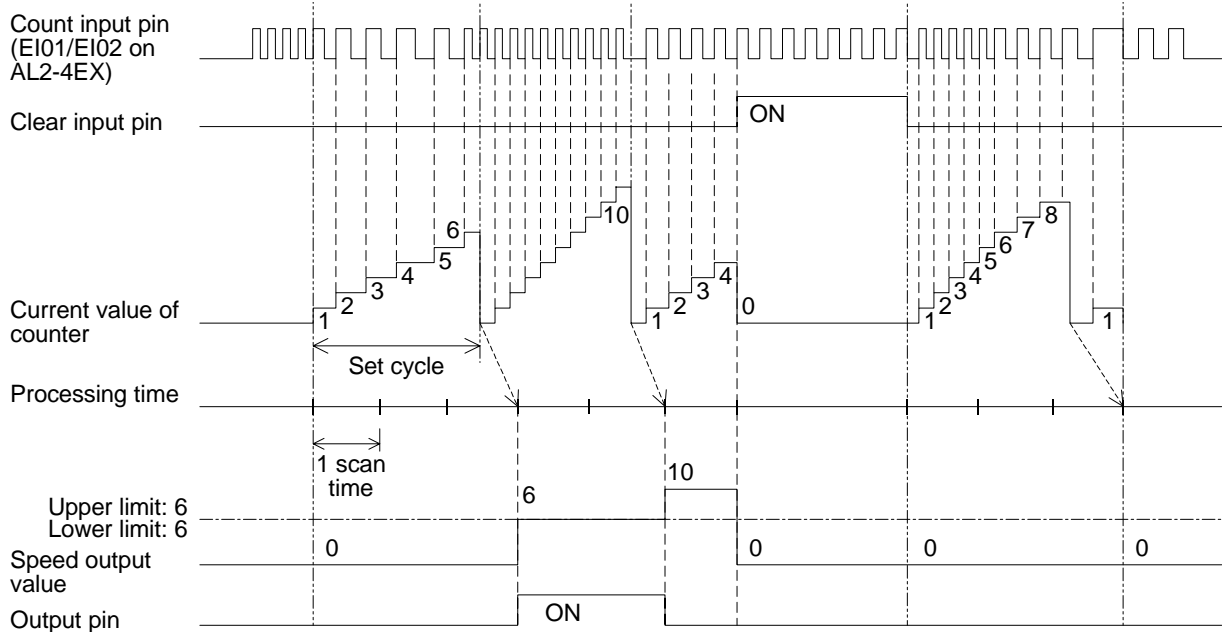 Count input pin
(EI01/EI02 on
AL2-4EX)
Clear input pin
ON
Current value of
counter
1
2
3
4
5
6
10
1
2
3
4
0
1
2
3
4
5
6
7
8
1
Set cycle
Processing time
1 scan
time
Upper limit: 6
Lower limit: 6
6
10
Speed output
value
0
0
0
0
Output pin
ON